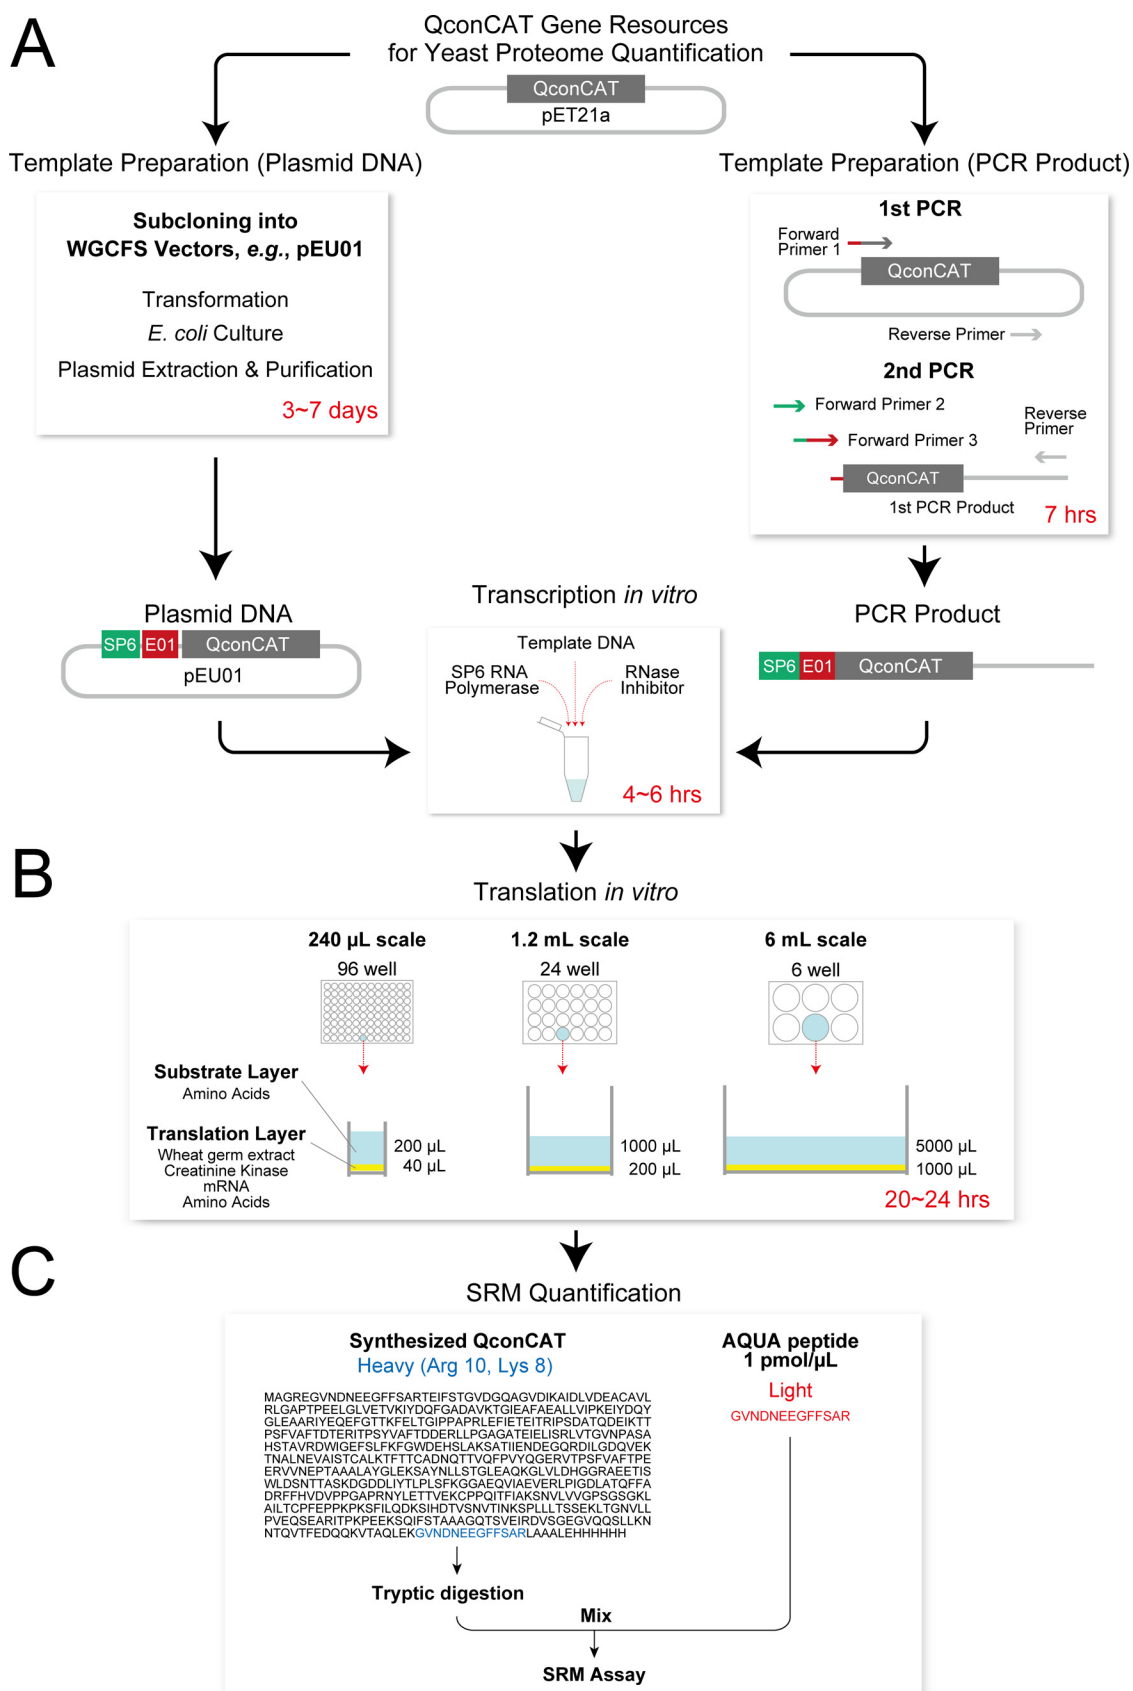 A
QconCAT Gene Resources
for Yeast Proteome Quantification
QconCAT
pET21a
Template Preparation (Plasmid DNA)
Subcloning into
WGCFS Vectors, e.g., pEU01
Transformation
E. coli Culture
Plasmid Extraction & Purification
3~7 days
Template Preparation (PCR Product)
1st PCR
Forward
Primer 1
QconCAT
Reverse Primer
2nd PCR
Forward Primer 2
Forward Primer 3
Reverse
Primer
QconCAT
1st PCR Product
7 hrs
Plasmid DNA
SP6 E01 QconCAT
pEU01
Transcription in vitro
Template DNA
SP6 RNA
Polymerase
RNase
Inhibitor
4~6 hrs
PCR Product
SP6 E01 QconCAT
B
Translation in vitro
240 µL scale
96 well
1.2 mL scale
24 well
6 mL scale
6 well
Substrate Layer
Amino Acids
Translation Layer
Wheat germ extract
Creatinine Kinase
mRNA
Amino Acids
200 µL
40 µL
1000 µL
200 µL
5000 µL
1000 µL
20~24 hrs
C
SRM Quantification
Synthesized QconCAT
Heavy (Arg 10, Lys 8)
MAGREGVNDNEEGFFSARTEIFSTGVDGQAGVDIKAIDLVDEACAVL
RLGAPTPEELGLVETVKIYDQFGADAVKTGIEAFAEALLVIPKEIYDQY
GLEAARIYEQEFGTTKFELTGIPPAPRLEFIETEITRIPSDATQDEIKTT
PSFVAFTDTERITPSYVAFTDDERLLPGAGATEIELISRLVTGVNPASA
HSTAVRDWIGEFSLFKFGWDEHSLAKSATIIENDEGQRDILGDQVEK
TNALNEVAISTCALKTFTTCADNQTTVQFPVYQGERVTPSFVAFTPE
ERVVNEPTAAALAYGLEKSAYNLLSTGLEAQKGLVLDHGGRAEETIS
WLDSNTTASKDGDDLIYTLPLSFKGGAEQVIAEVERLPIGDLATQFFA
DRFFHVDVPPGAPRNYLETTVEKCPPQITFIAKSNVLVVGPSGSGKL
AILTCPFEPPKPKSFILQDKSIHDTVSNVTINKSPLLLTSSEKLTGNVLL
PVEQSEARITPKPEEKSQIFSTAAAGQTSVEIRDVSGEGVQQSLLKN
NTQVTFEDQQKVTAQLEKGVNDNEEGFFSARLAAALEHHHHHH
Tryptic digestion
AQUA peptide
1 pmol/µL
Light
GVNDNEEGFFSAR
Mix
SRM Assay